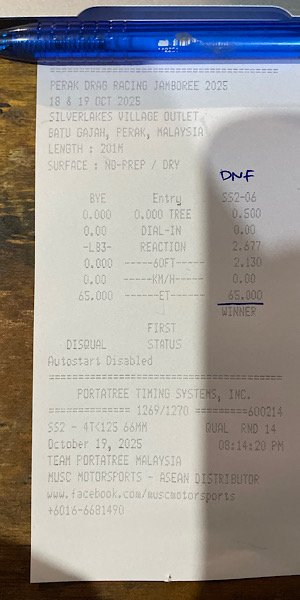 ==============================
PERAK DRAG RACING JAMBOREE 2025
18 & 19 OCT 2025
SILVERLAKES VILLAGE OUTLET
BATU GAJAH, PERAK, MALAYSIA
LENGTH : 201M
SURFACE : NO-PREP / DRY
DNF
BYE Entry SS2-06
0.000 0.000 TREE 0.500
0.00 DIAL-IN 0.00
-LB3- REACTION 2.677
0.000 ------60FT------ 2.130
0.00 ------KM/H------ 0.00
65.000 -------ET------- 65.000
WINNER
FIRST
DISQUAL STATUS
Autostart Disabled
==============================
PORTATREE TIMING SYSTEMS, INC.
============= 1269/1270 =========600214
SS2 - 4TC125 66MM QUAL RND 14
October 19, 2025 08:14:20 PM
TEAM PORTATREE MALAYSIA
MUSC MOTORSPORTS - ASEAN DISTRIBUTOR
www.facebook.com/muscmotorsports
+6016-6681490